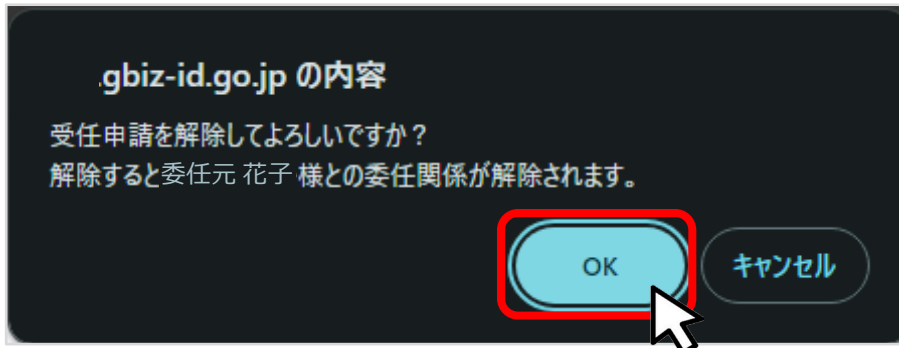 .gbiz-id.go.jp の内容
受任申請を解除してよろしいですか？
解除すると委任元 花子 様との委任関係が解除されます。
OK
キャンセル